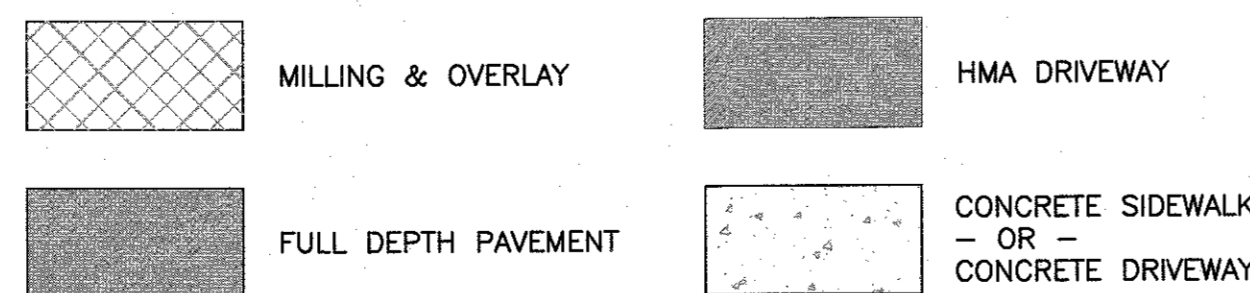 MILLING & OVERLAY
HMA DRIVEWAY
FULL DEPTH PAVEMENT
CONCRETE SIDEWALK
— OR —
CONCRETE DRIVEWAY